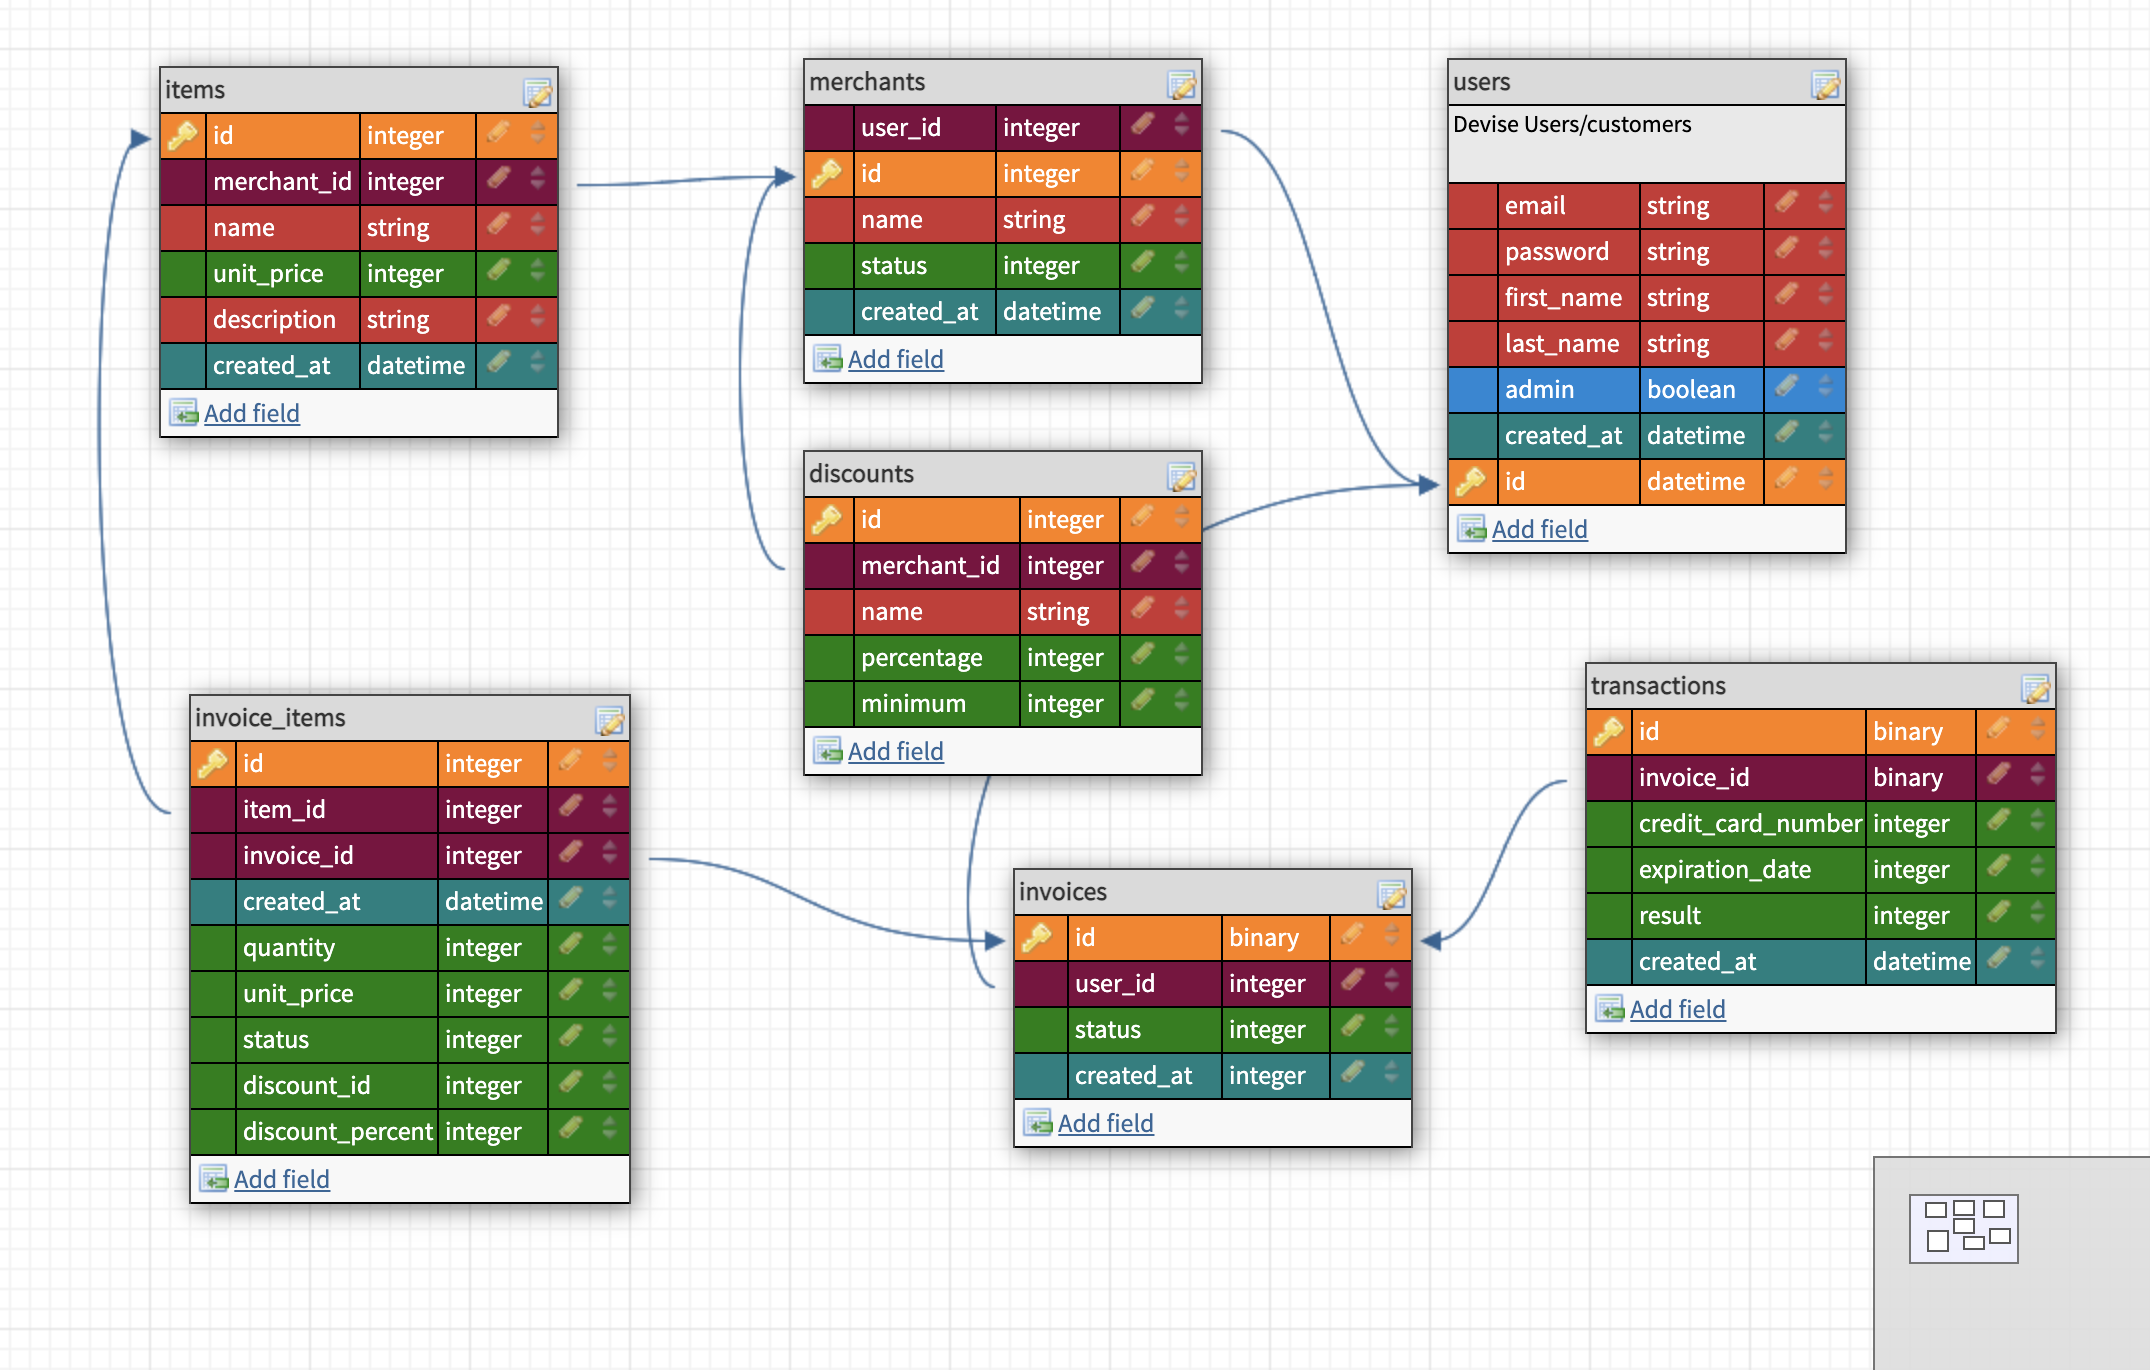 items
id integer
merchant_id integer
name string
unit_price integer
description string
created_at datetime
Add field
merchants
user_id integer
id integer
name string
status integer
created_at datetime
Add field
users
Devise Users/customers
email string
password string
first_name string
last_name string
admin boolean
created_at datetime
id datetime
Add field
discounts
id integer
merchant_id integer
name string
percentage integer
minimum integer
Add field
invoice_items
id integer
item_id integer
invoice_id integer
created_at datetime
quantity integer
unit_price integer
status integer
discount_id integer
discount_percent integer
Add field
invoices
id binary
user_id integer
status integer
created_at integer
Add field
transactions
id binary
invoice_id binary
credit_card_number integer
expiration_date integer
result integer
created_at datetime
Add field